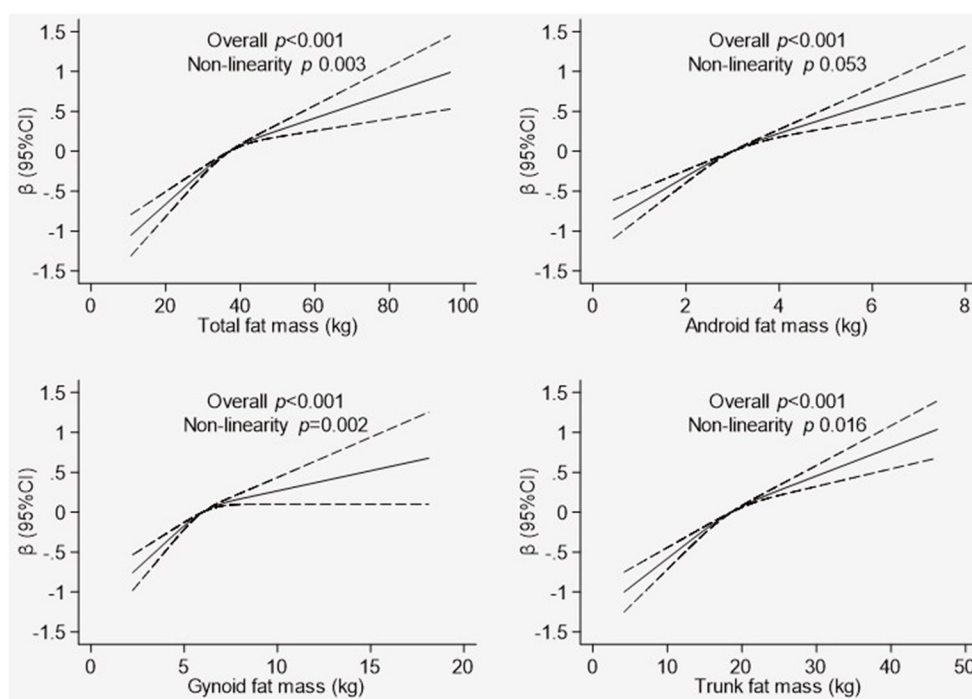 Overall p<0.001
Non-linearity p 0.003
β (95%CI)
1.5
1
.5
0
-.5
-1
-1.5
0 20 40 60 80 100
Total fat mass (kg)
Overall p<0.001
Non-linearity p 0.053
β (95%CI)
1.5
1
.5
0
-.5
-1
-1.5
0 2 4 6 8
Android fat mass (kg)
Overall p<0.001
Non-linearity p=0.002
β (95%CI)
1.5
1
.5
0
-.5
-1
-1.5
0 5 10 15 20
Gynoid fat mass (kg)
Overall p<0.001
Non-linearity p 0.016
β (95%CI)
1.5
1
.5
0
-.5
-1
-1.5
0 10 20 30 40 50
Trunk fat mass (kg)